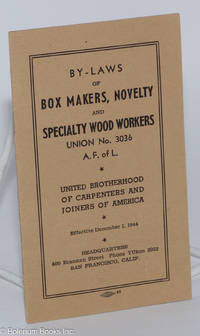 BY-LAWS
OF
BOX MAKERS, NOVELTY
AND
SPECIALTY WOOD WORKERS
UNION No. 3036
A. F. of L.
UNITED BROTHERHOOD
OF CARPENTERS AND
JOINERS OF AMERICA
Effective December 1, 1944
HEADQUARTERS
400 Brannan Street Phone YUkon
SAN FRANCISCO, CALIF.
© Bolerium Books Inc.